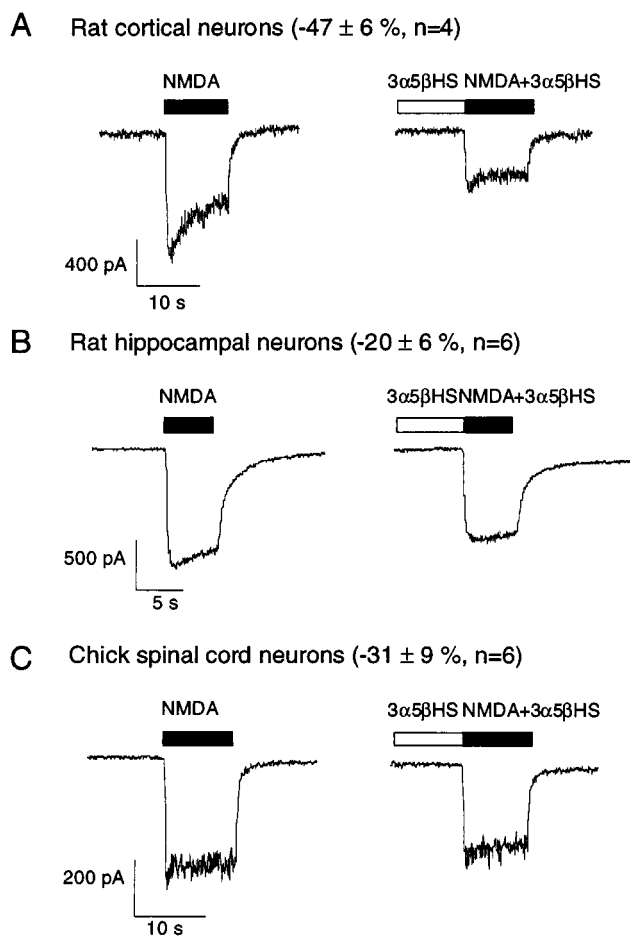 A Rat cortical neurons (-47 ± 6 %, n=4)
NMDA
3α5βHS NMDA+3α5βHS
400 pA
10 s
B Rat hippocampal neurons (-20 ± 6 %, n=6)
NMDA
3α5βHS NMDA+3α5βHS
500 pA
5 s
C Chick spinal cord neurons (-31 ± 9 %, n=6)
NMDA
3α5βHS NMDA+3α5βHS
200 pA
10 s